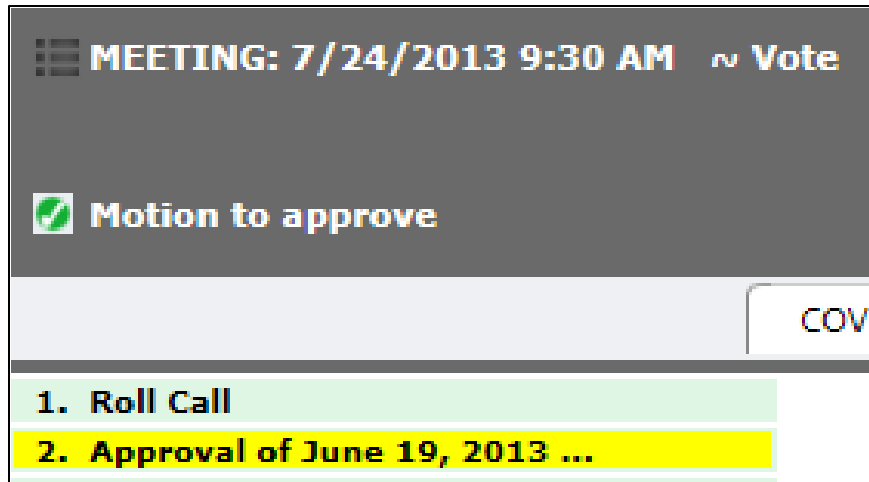 MEETING: 7/24/2013 9:30 AM ~ Vote
Motion to approve
COV
1. Roll Call
2. Approval of June 19, 2013 ...